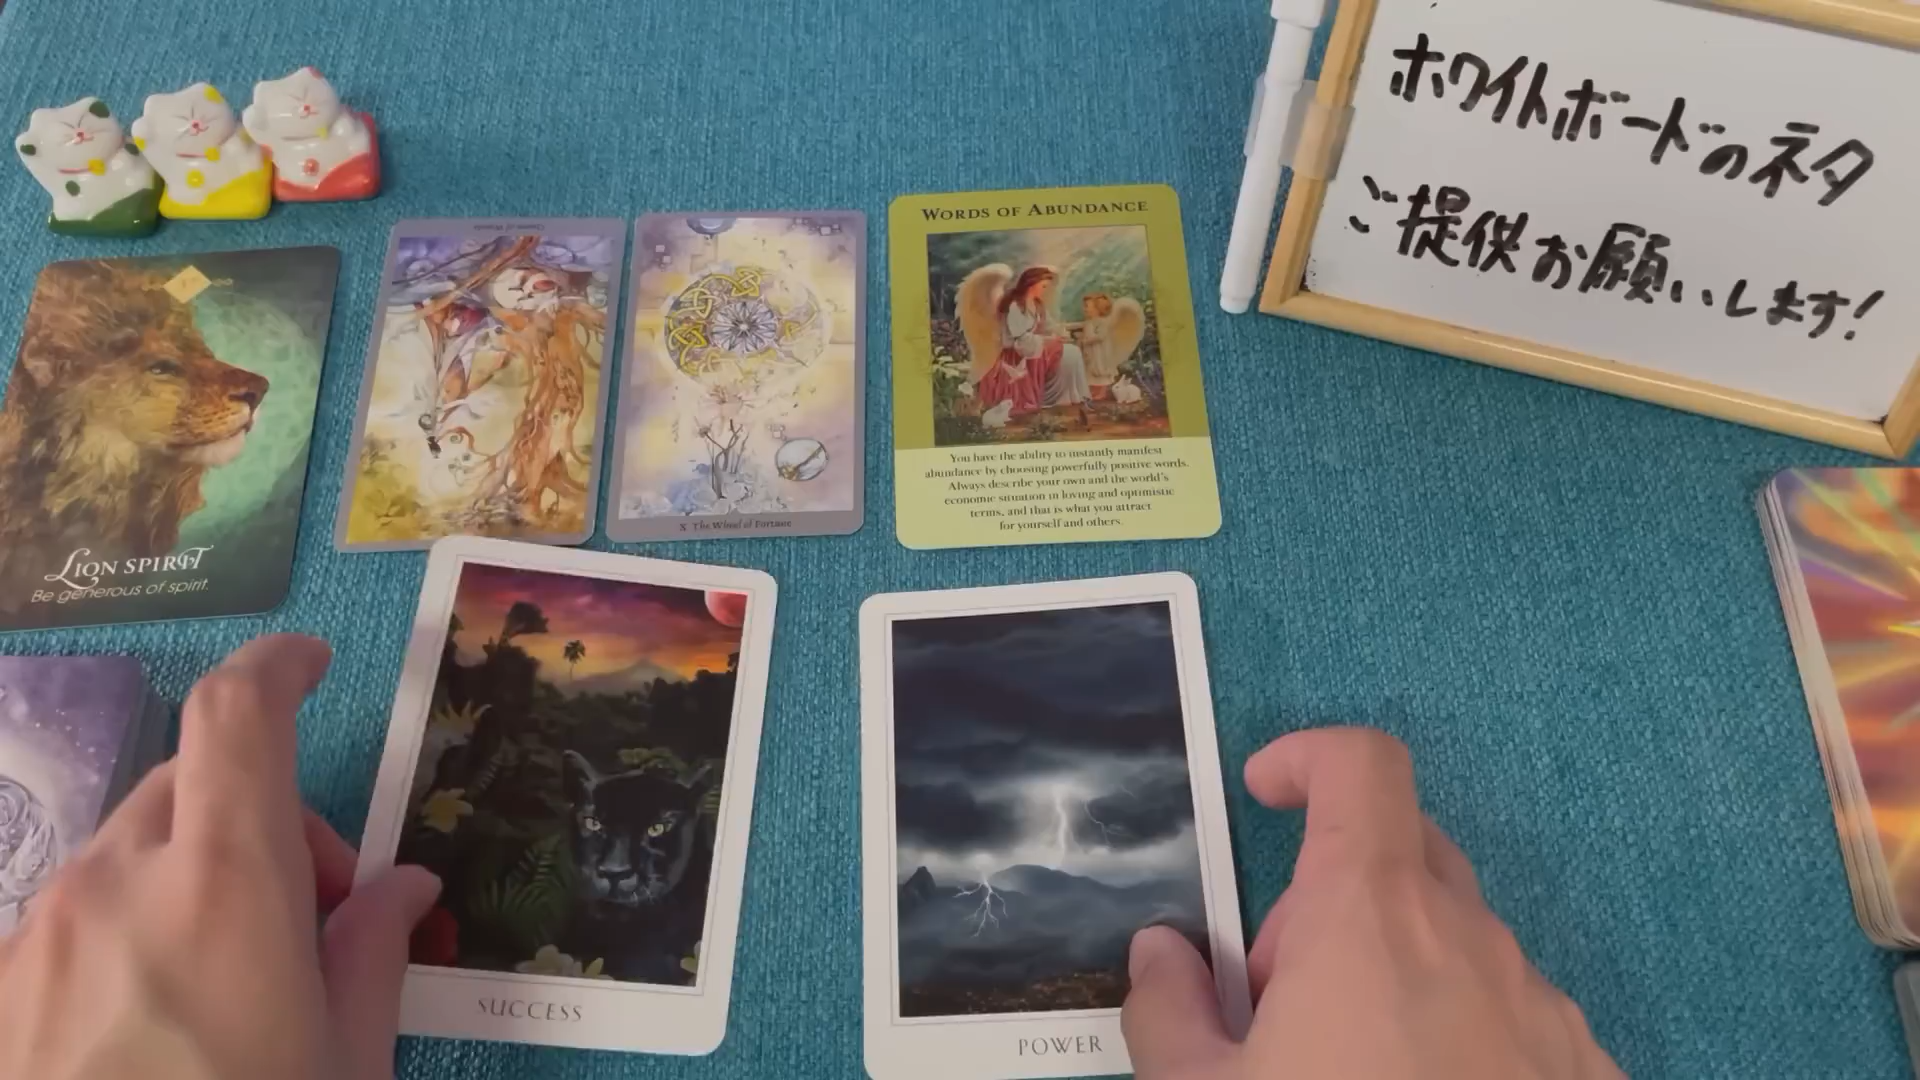 ホワイトボードのネタ
ご提供お願いします!
WORDS OF ABUNDANCE
You have the ability to instantly manifest
abundance by choosing powerfully positive words.
Always describe your own and the world's
economic situation in loving and optimistic
terms, and that is what you attract
for yourself and others.
Queen of Wands
X The Wheel of Fortune
LION SPIRIT
Be generous of spirit.
SUCCESS
POWER